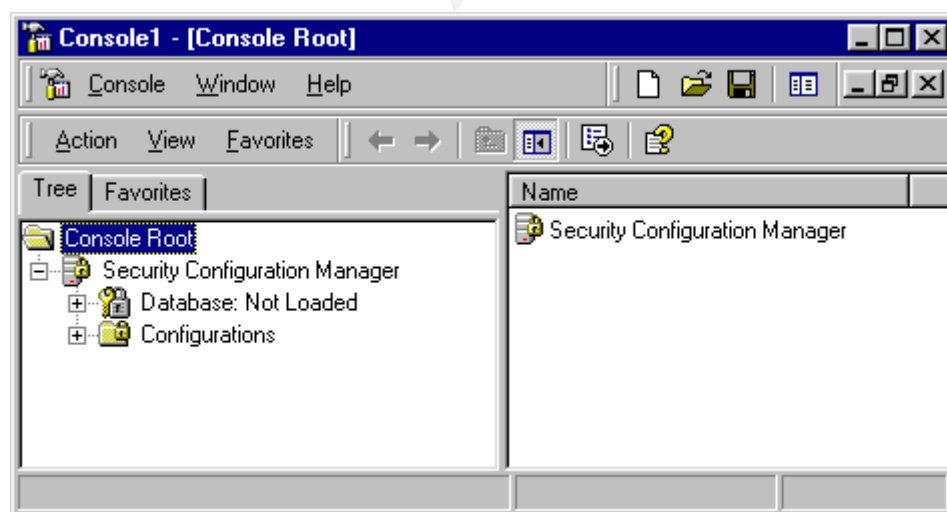 Console1 - [Console Root]
Console Window Help
Action View Favorites
Tree Favorites
Name
Console Root
Security Configuration Manager
Security Configuration Manager
Database: Not Loaded
Configurations